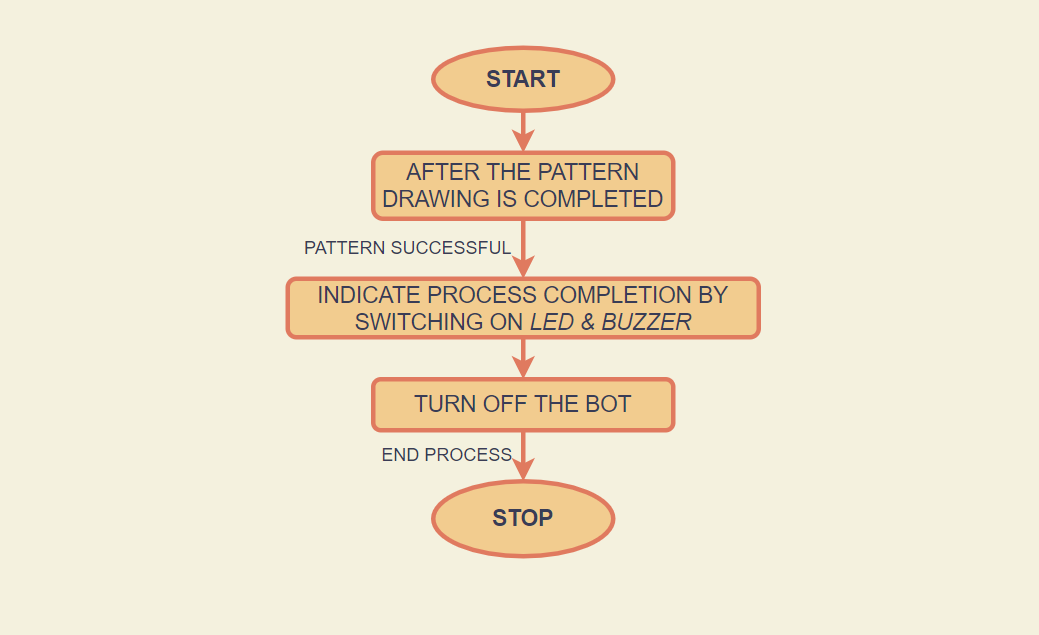 START
AFTER THE PATTERN
DRAWING IS COMPLETED
PATTERN SUCCESSFUL
INDICATE PROCESS COMPLETION BY
SWITCHING ON LED & BUZZER
TURN OFF THE BOT
END PROCESS
STOP